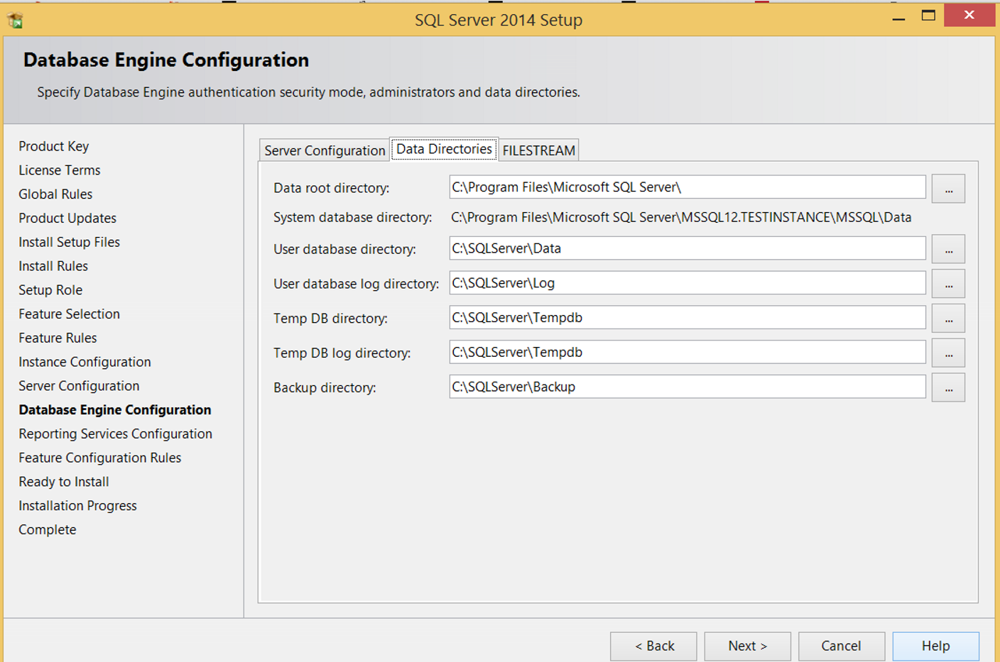 SQL Server 2014 Setup
Database Engine Configuration
Specify Database Engine authentication security mode, administrators and data directories.
Product Key
License Terms
Global Rules
Product Updates
Install Setup Files
Install Rules
Setup Role
Feature Selection
Feature Rules
Instance Configuration
Server Configuration
Database Engine Configuration
Reporting Services Configuration
Feature Configuration Rules
Ready to Install
Installation Progress
Complete
Server Configuration Data Directories FILESTREAM
Data root directory: C:\Program Files\Microsoft SQL Server\ ...
System database directory: C:\Program Files\Microsoft SQL Server\MSSQL12.TESTINSTANCE\MSSQL\Data
User database directory: C:\SQLServer\Data ...
User database log directory: C:\SQLServer\Log ...
Temp DB directory: C:\SQLServer\Tempdb ...
Temp DB log directory: C:\SQLServer\Tempdb ...
Backup directory: C:\SQLServer\Backup ...
< Back Next > Cancel Help